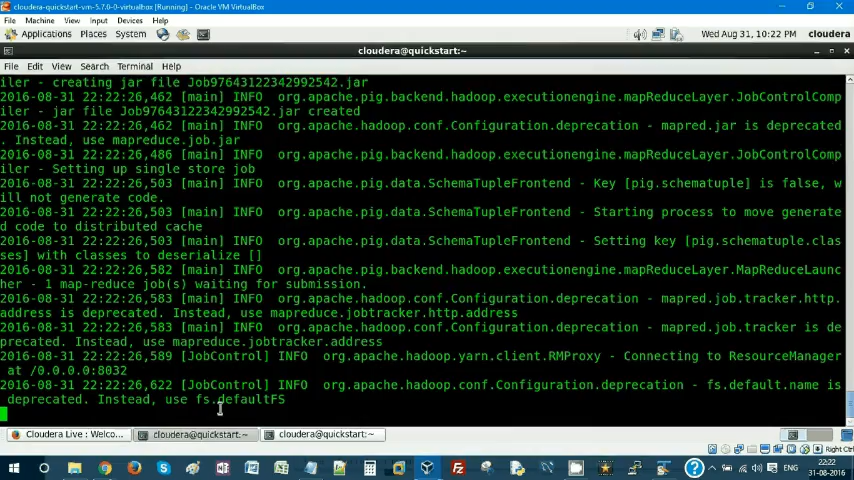 cloudera-quickstart-vm-5.7.0-0-virtualbox [Running] - Oracle VM VirtualBox
File Machine View Input Devices Help
Applications Places System Wed Aug 31, 10:22 PM cloudera
cloudera@quickstart:~
File Edit View Search Terminal Help
iler - creating jar file Job97643122342992542.jar
2016-08-31 22:22:26,462 [main] INFO org.apache.pig.backend.hadoop.executionengine.mapReduceLayer.JobControlComp
iler - jar file Job97643122342992542.jar created
2016-08-31 22:22:26,462 [main] INFO org.apache.hadoop.conf.Configuration.deprecation - mapred.jar is deprecated
. Instead, use mapreduce.job.jar
2016-08-31 22:22:26,486 [main] INFO org.apache.pig.backend.hadoop.executionengine.mapReduceLayer.JobControlComp
iler - Setting up single store job
2016-08-31 22:22:26,503 [main] INFO org.apache.pig.data.SchemaTupleFrontend - Key [pig.schematuple] is false, w
ill not generate code.
2016-08-31 22:22:26,503 [main] INFO org.apache.pig.data.SchemaTupleFrontend - Starting process to move generate
d code to distributed cache
2016-08-31 22:22:26,503 [main] INFO org.apache.pig.data.SchemaTupleFrontend - Setting key [pig.schematuple.clas
ses] with classes to deserialize []
2016-08-31 22:22:26,582 [main] INFO org.apache.pig.backend.hadoop.executionengine.mapReduceLayer.MapReduceLaunc
her - 1 map-reduce job(s) waiting for submission.
2016-08-31 22:22:26,583 [main] INFO org.apache.hadoop.conf.Configuration.deprecation - mapred.job.tracker.http.
address is deprecated. Instead, use mapreduce.jobtracker.http.address
2016-08-31 22:22:26,583 [main] INFO org.apache.hadoop.conf.Configuration.deprecation - mapred.job.tracker is de
precated. Instead, use mapreduce.jobtracker.address
2016-08-31 22:22:26,589 [JobControl] INFO org.apache.hadoop.yarn.client.RMProxy - Connecting to ResourceManager
at /0.0.0.0:8032
2016-08-31 22:22:26,622 [JobControl] INFO org.apache.hadoop.conf.Configuration.deprecation - fs.default.name is
deprecated. Instead, use fs.defaultFS
Cloudera Live : Welco... cloudera@quickstart:~ cloudera@quickstart:~
Right Ctrl
ENG
22:22
31-08-2016